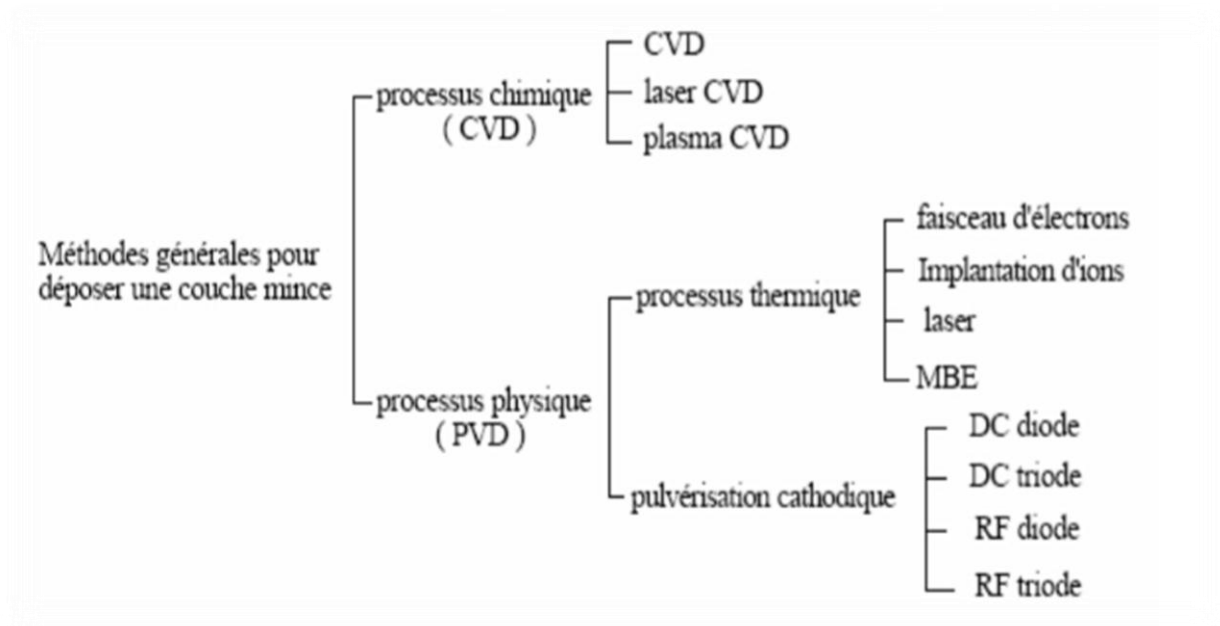 Méthodes générales pour
déposer une couche mince
processus chimique
( CVD )
CVD
laser CVD
plasma CVD
processus physique
( PVD )
processus thermique
faisceau d'électrons
Implantation d'ions
laser
MBE
pulvérisation cathodique
DC diode
DC triode
RF diode
RF triode